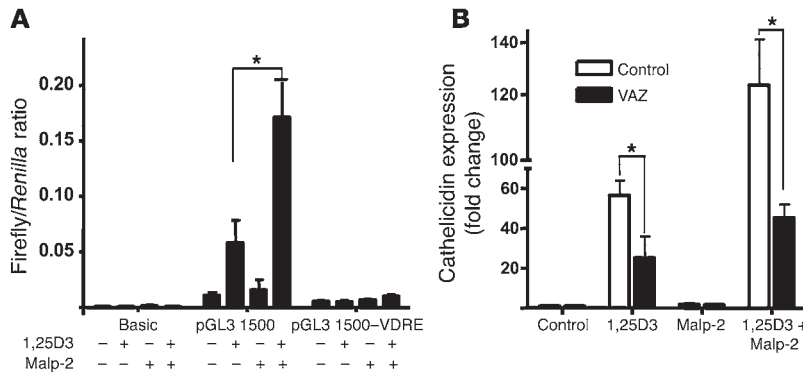 A
Firefly/Renilla ratio
0.20
0.15
0.10
0.05
*
Basic
pGL3 1500
pGL3 1500–VDRE
1,25D3 – + – + – + – + – + – +
Malp-2 – – + + – – + + – – + +
B
Cathelicidin expression
(fold change)
140
120
100
60
40
20
Control
VAZ
*
*
Control
1,25D3
Malp-2
1,25D3 +
Malp-2